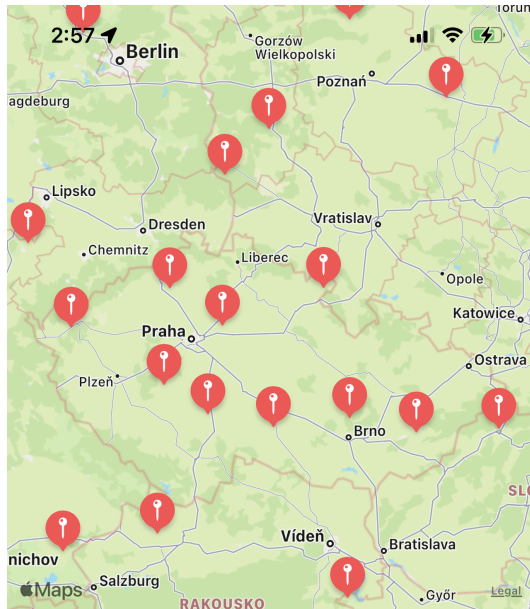 Toruń
2:57
Berlin
Gorzów
Wielkopolski
Poznań
agdeburg
Lipsko
Dresden
Vratislav
Chemnitz
Liberec
Opole
Katowice
Praha
Ostrava
Plzeň
Brno
SLO
Vídeň
Bratislava
nichov
Salzburg
Maps
RAKOUSKO
Győr
Legal